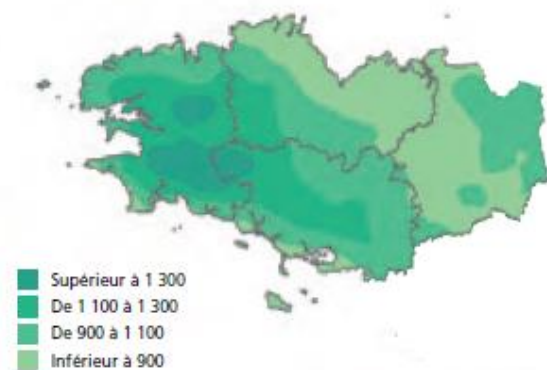 Supérieur à 1 300
De 1 100 à 1 300
De 900 à 1 100
Inférieur à 900